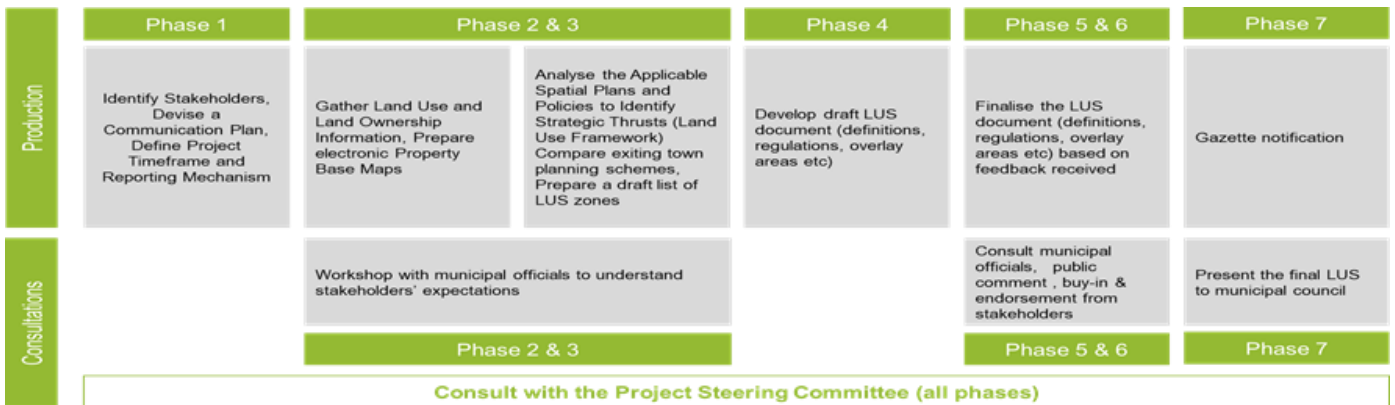 Phase 1
Phase 2 & 3
Phase 4
Phase 5 & 6
Phase 7
Production
Identify Stakeholders,
Devise a
Communication Plan,
Define Project
Timeframe and
Reporting Mechanism
Gather Land Use and
Land Ownership
Information, Prepare
electronic Property
Base Maps
Analyse the Applicable
Spatial Plans and
Policies to Identify
Strategic Thrusts (Land
Use Framework)
Compare exiting town
planning schemes,
Prepare a draft list of
LUS zones
Develop draft LUS
document (definitions,
regulations, overlay
areas etc)
Finalise the LUS
document (definitions,
regulations, overlay
areas etc) based on
feedback received
Gazette notification
Consultations
Workshop with municipal officials to understand
stakeholders' expectations
Consult municipal
officials, public
comment , buy-in &
endorsement from
stakeholders
Present the final LUS
to municipal council
Phase 2 & 3
Phase 5 & 6
Phase 7
Consult with the Project Steering Committee (all phases)